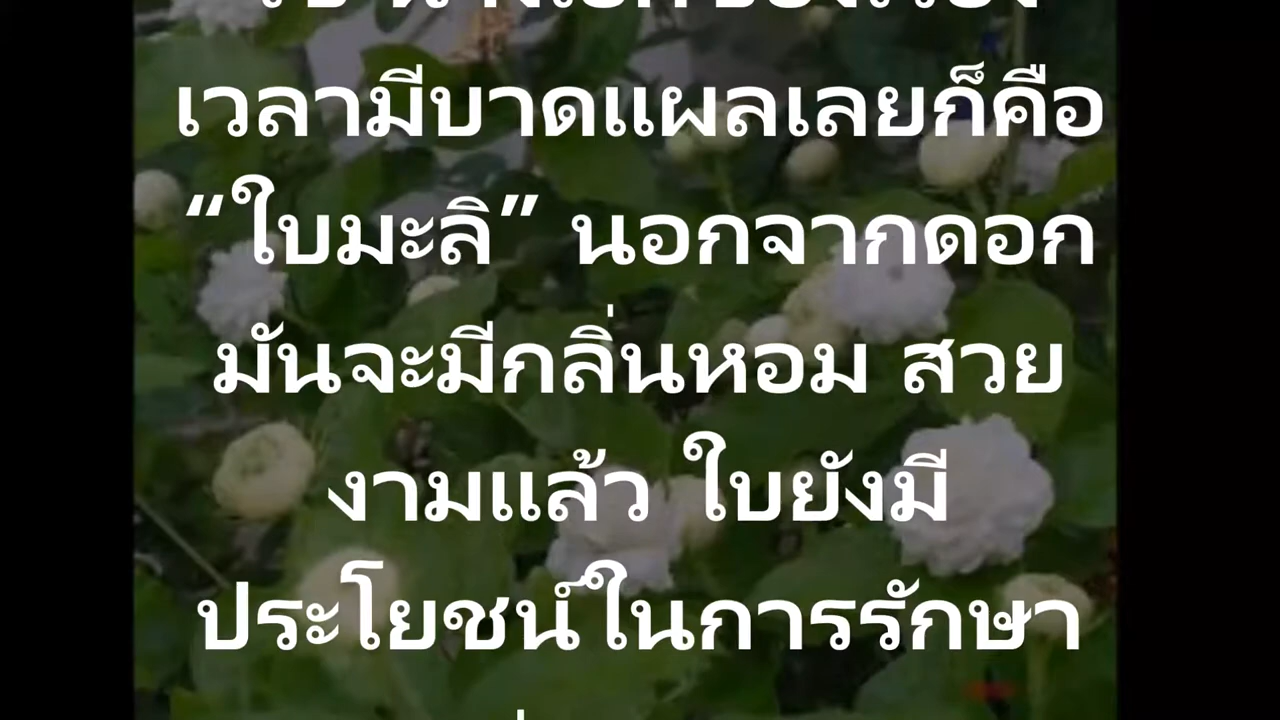 เวลามีบาดแผลเลยก็คือ
“ใบมะลิ” นอกจากดอก
มันจะมีกลิ่นหอม สวย
งามแล้ว ใบยังมี
ประโยชน์ในการรักษา